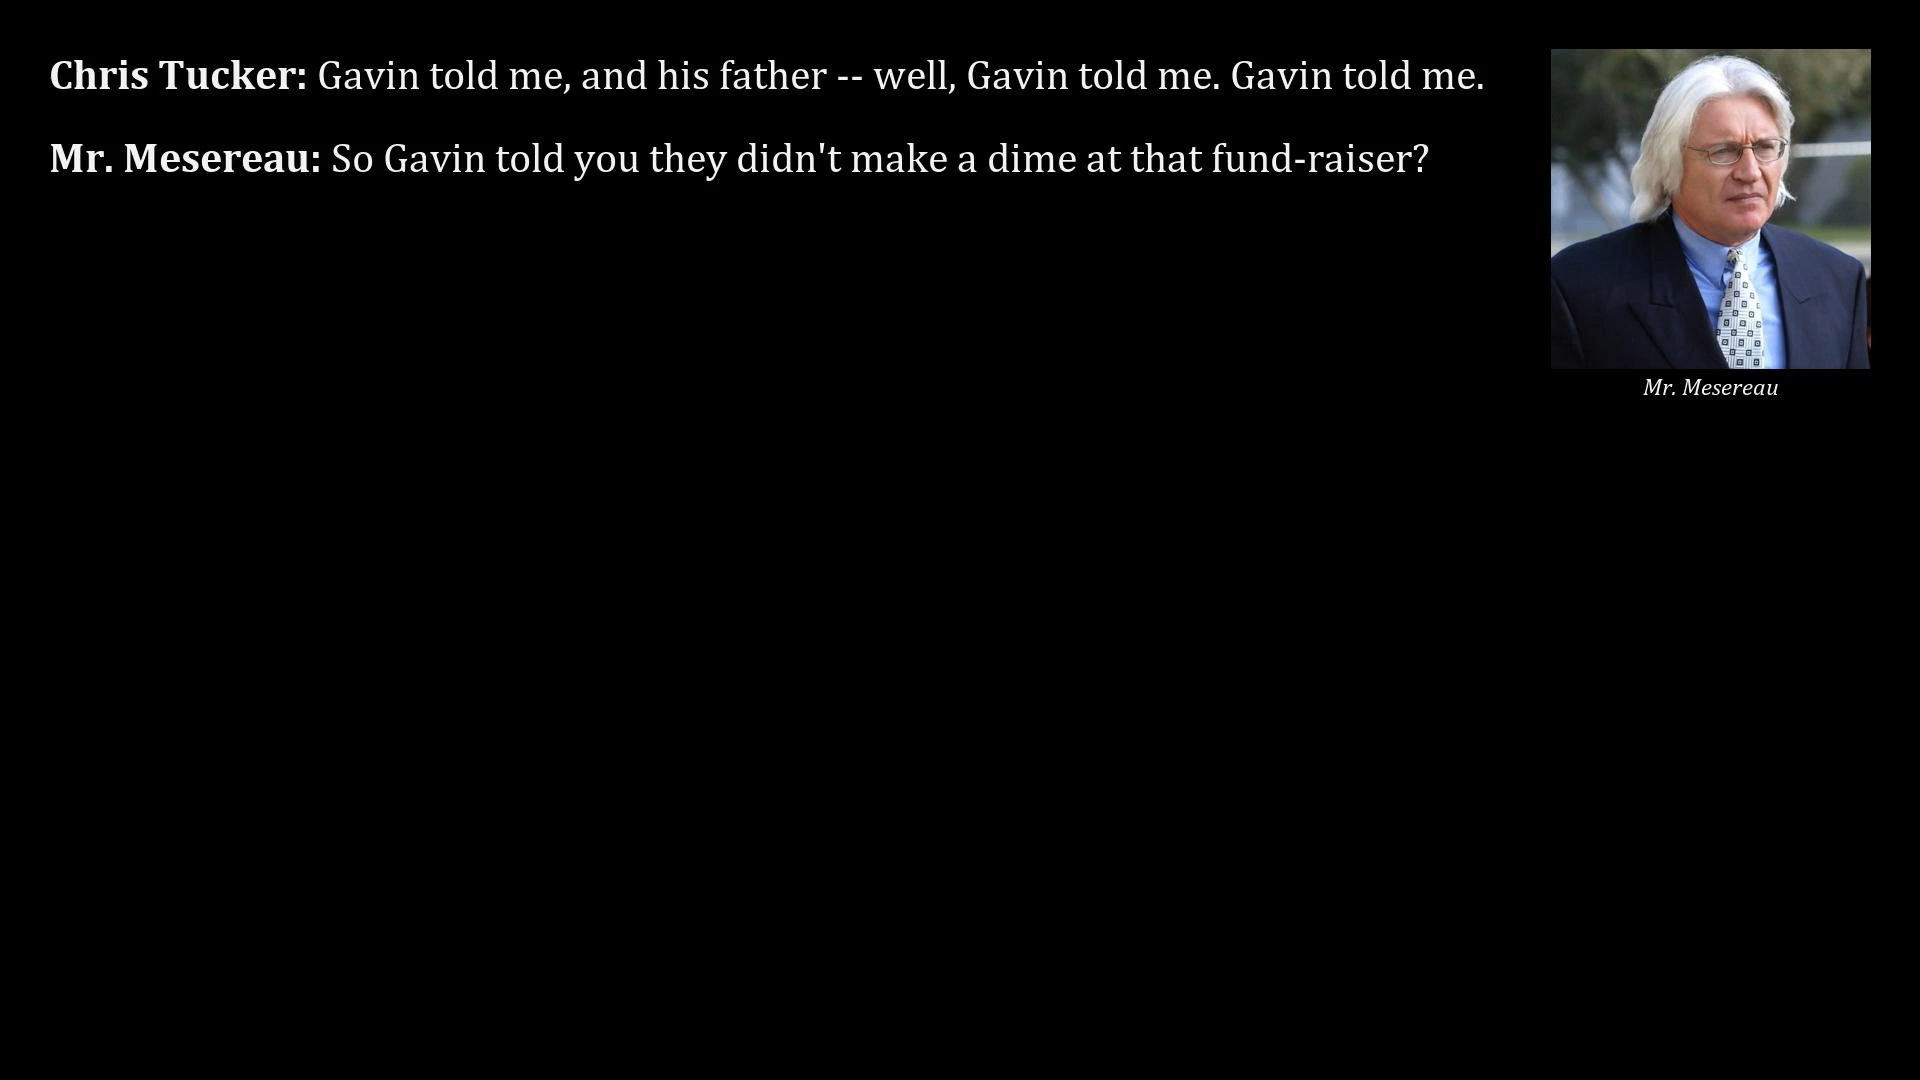 Chris Tucker: Gavin told me, and his father -- well, Gavin told me. Gavin told me.
Mr. Mesereau: So Gavin told you they didn't make a dime at that fund-raiser?
Mr. Mesereau